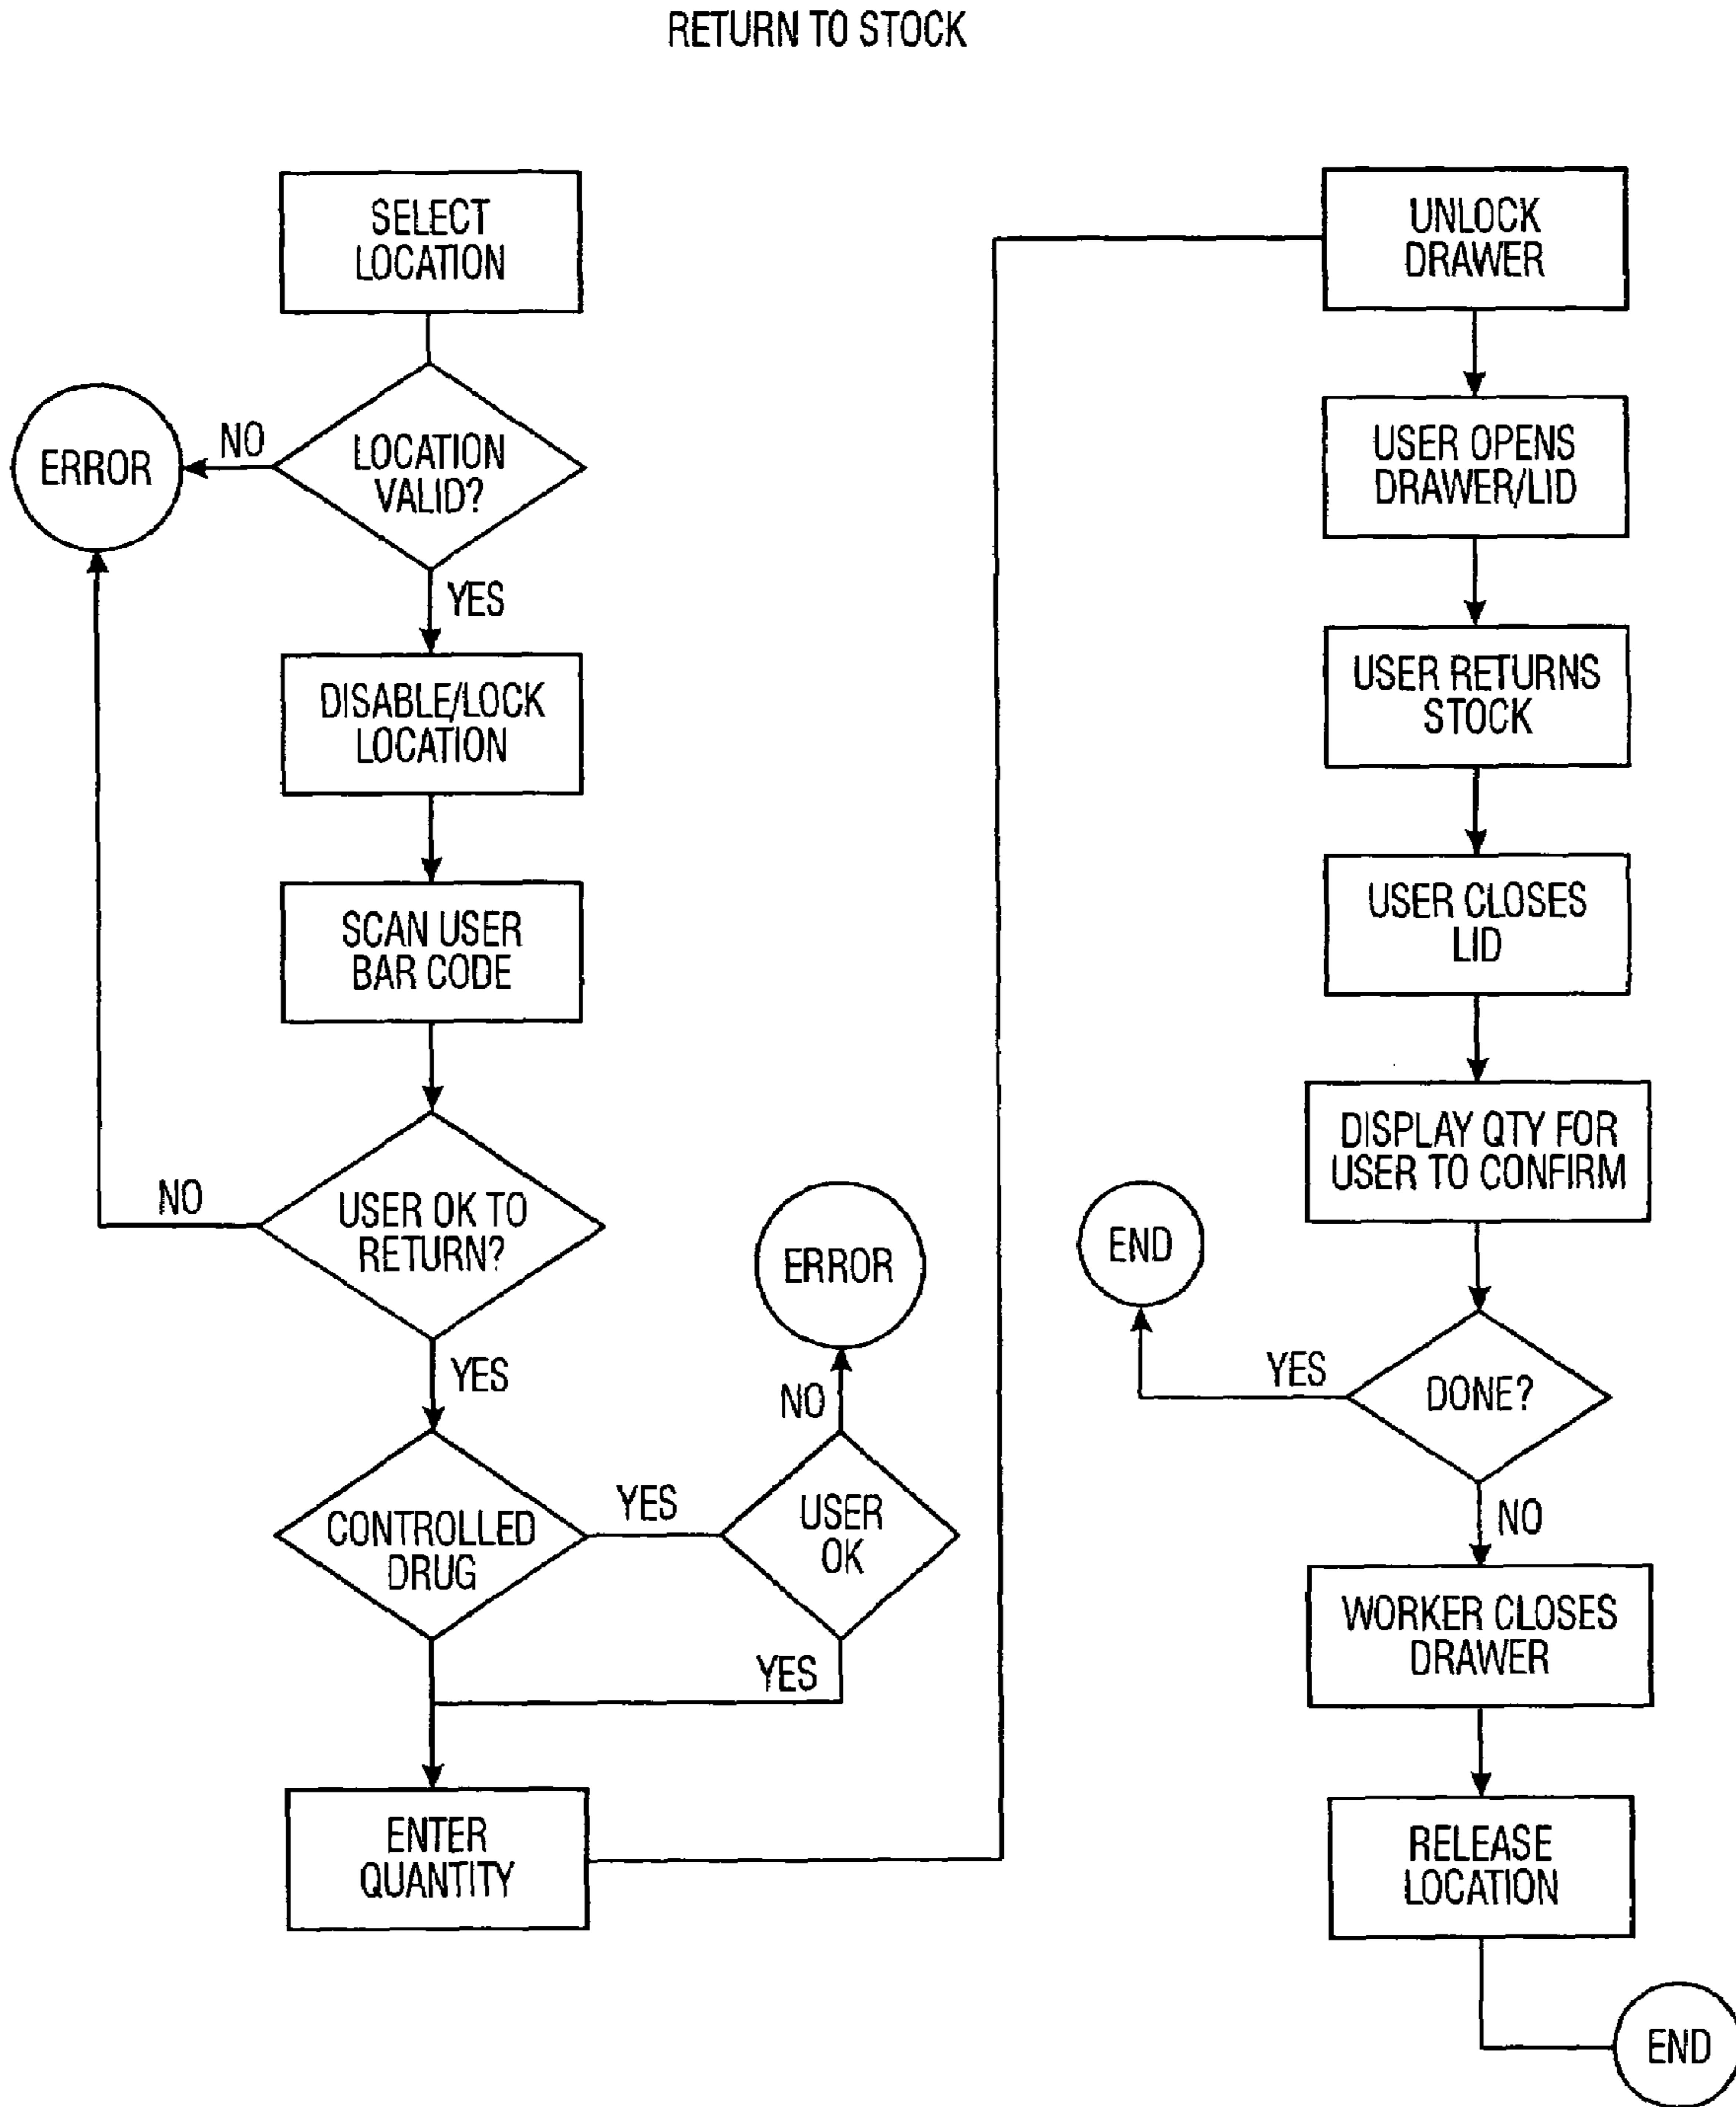 RETURN TO STOCK
SELECT
LOCATION
LOCATION
VALID?
NO
ERROR
YES
DISABLE/LOCK
LOCATION
SCAN USER
BAR CODE
USER OK TO
RETURN?
NO
YES
CONTROLLED
DRUG
YES
USER
OK
NO
ERROR
YES
ENTER
QUANTITY
UNLOCK
DRAWER
USER OPENS
DRAWER/LID
USER RETURNS
STOCK
USER CLOSES
LID
DISPLAY QTY FOR
USER TO CONFIRM
DONE?
YES
END
NO
WORKER CLOSES
DRAWER
RELEASE
LOCATION
END